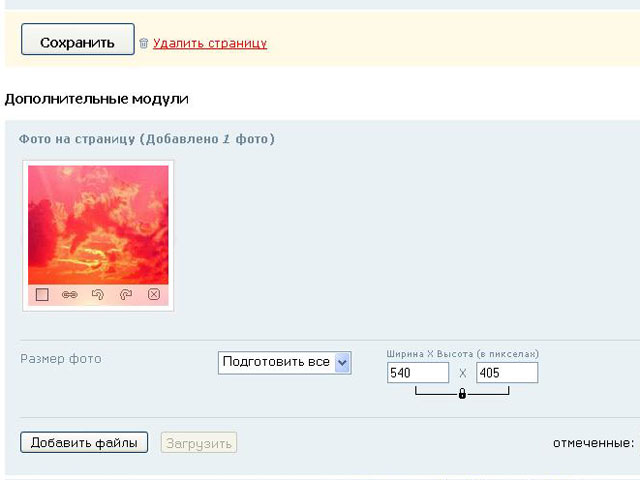 Сохранить Удалить страницу
Дополнительные модули
Фото на страницу (Добавлено 1 фото)
Размер фото
Подготовить все
Ширина X Высота (в пикселах)
540 X 405
Добавить файлы Загрузить отмеченные: